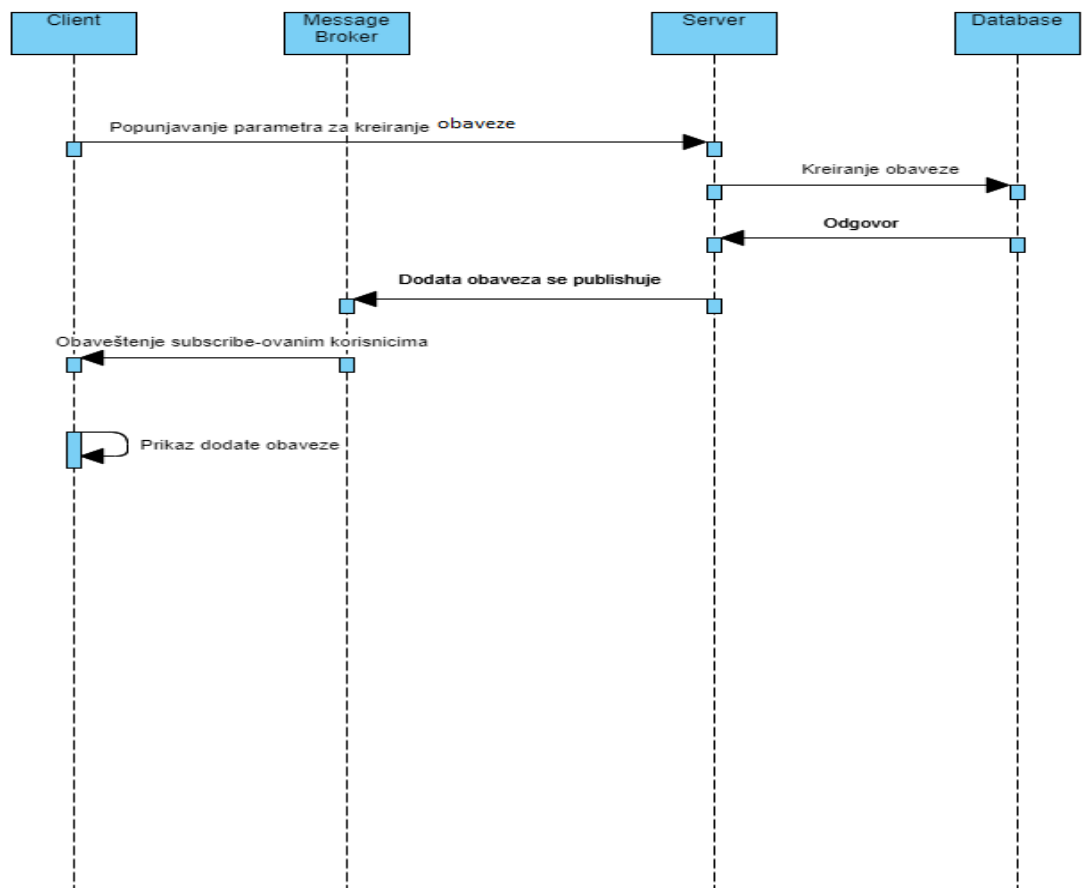 Client
Message
Broker
Server
Database
Popunjavanje parametra za kreiranje obaveze
Kreiranje obaveze
Odgovor
Dodata obaveza se publishuje
Obaveštenje subscribe-ovanim korisnicima
Prikaz dodate obaveze